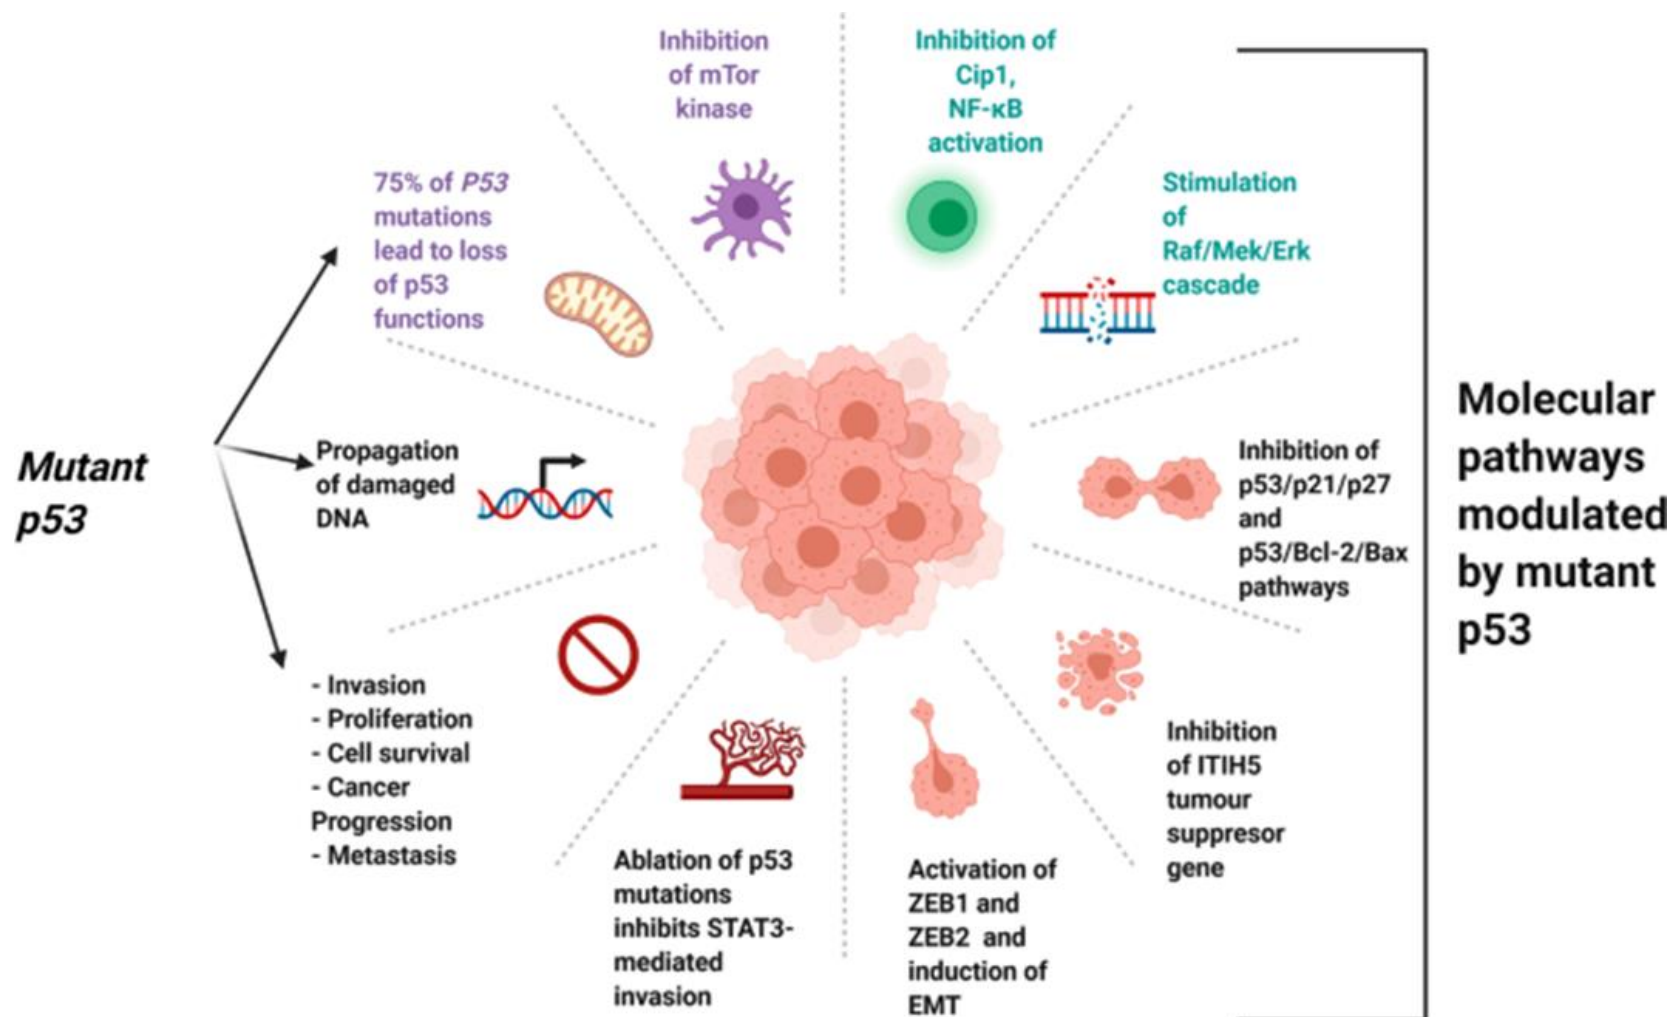 Mutant
p53
75% of P53
mutations
lead to loss
of p53
functions
Propagation
of damaged
DNA
- Invasion
- Proliferation
- Cell survival
- Cancer
Progression
- Metastasis
Inhibition
of mTor
kinase
Inhibition of
Cip1,
NF-κB
activation
Stimulation
of
Raf/Mek/Erk
cascade
Inhibition of
p53/p21/p27
and
p53/Bcl-2/Bax
pathways
Inhibition
of ITIH5
tumour
suppresor
gene
Activation of
ZEB1 and
ZEB2 and
induction of
EMT
Ablation of p53
mutations
inhibits STAT3-
mediated
invasion
Molecular
pathways
modulated
by mutant
p53